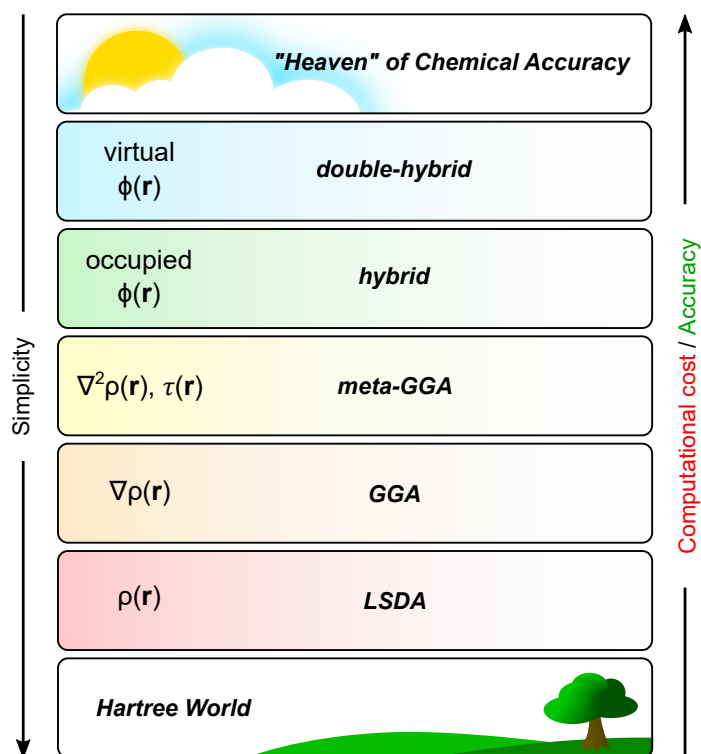 "Heaven" of Chemical Accuracy
virtual
ϕ(r)
double-hybrid
occupied
ϕ(r)
hybrid
∇²ρ(r), τ(r)
meta-GGA
∇ρ(r)
GGA
ρ(r)
LSDA
Hartree World
Simplicity
Computational cost / Accuracy